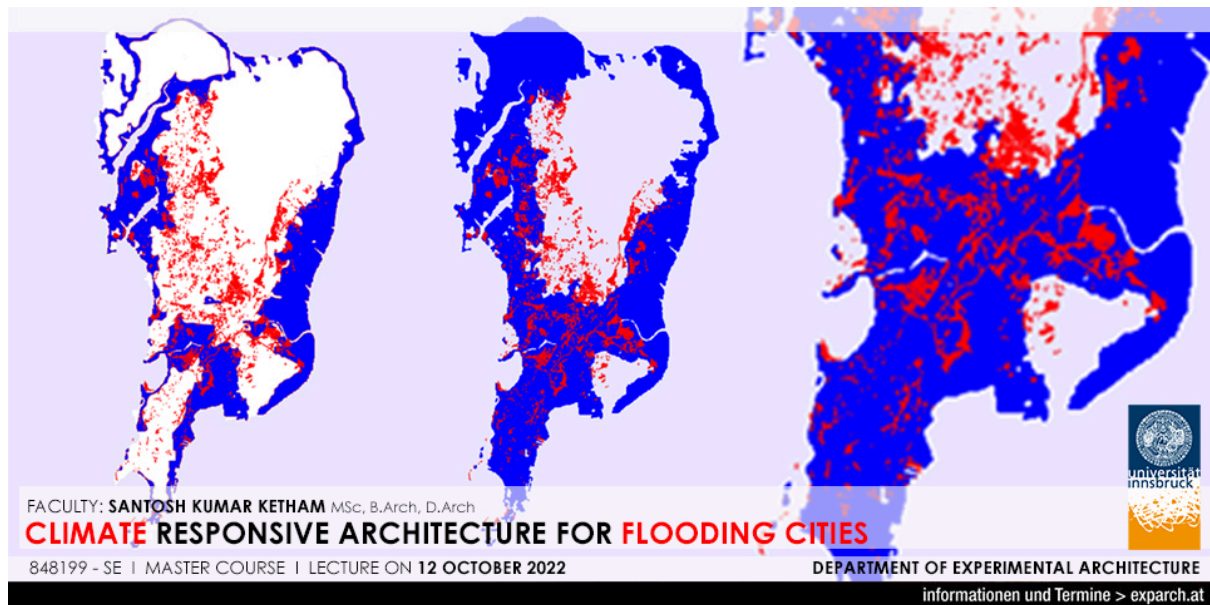 FACULTY: SANTOSH KUMAR KETHAM MSc, B.Arch, D.Arch
CLIMATE RESPONSIVE ARCHITECTURE FOR FLOODING CITIES
848199 - SE I MASTER COURSE I LECTURE ON 12 OCTOBER 2022
universität
innsbruck
DEPARTMENT OF EXPERIMENTAL ARCHITECTURE
informationen und Termine > exparch.at